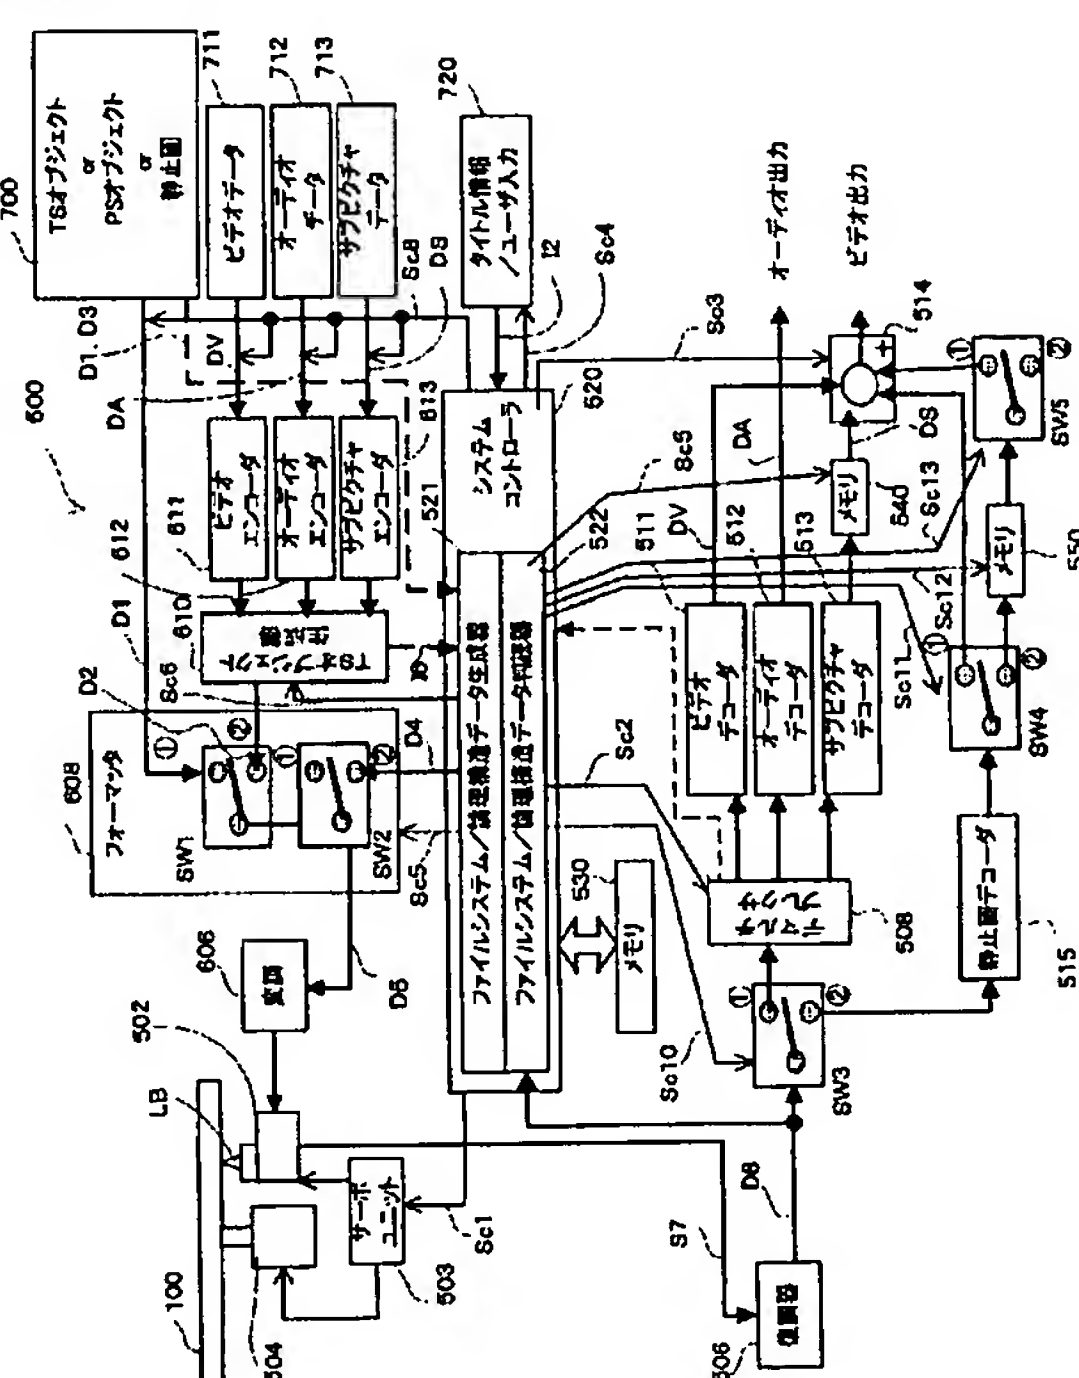 700
TSオブジェクト
or
PSオブジェクト
or
静止画
711
ビデオデータ
712
オーディオ
データ
713
サブピクチャ
データ
720
タイトル情報
/ユーザ入力
D1, D3
DV
DA
Sc8
DS
I2
Sc4
600
611
ビデオ
エンコーダ
612
オーディオ
エンコーダ
613
サブピクチャ
エンコーダ
D1
610
TSオブジェクト
生成器
Sc6
D2
608
フォーマッタ
①
②
SW1
①
②
SW2
D4
Sc5
D5
606
変調
502
LB
100
504
サーボ
ユニット
503
Sc1
S7
復調器
506
D6
システム
コントローラ
520
521
ファイルシステム/論理構造データ生成器
522
ファイルシステム/論理構造データ解釈器
530
メモリ
Sc10
Sc2
SW3
①
②
デマルチ
プレクサ
508
511
ビデオ
デコーダ
512
オーディオ
デコーダ
513
サブピクチャ
デコーダ
DV
DA
Sc3
オーディオ出力
ビデオ出力
514
+
DS
メモリ
540
Sc13
Sc12
Sc11
515
静止画デコーダ
SW4
①
②
メモリ
550
SW5
①
②